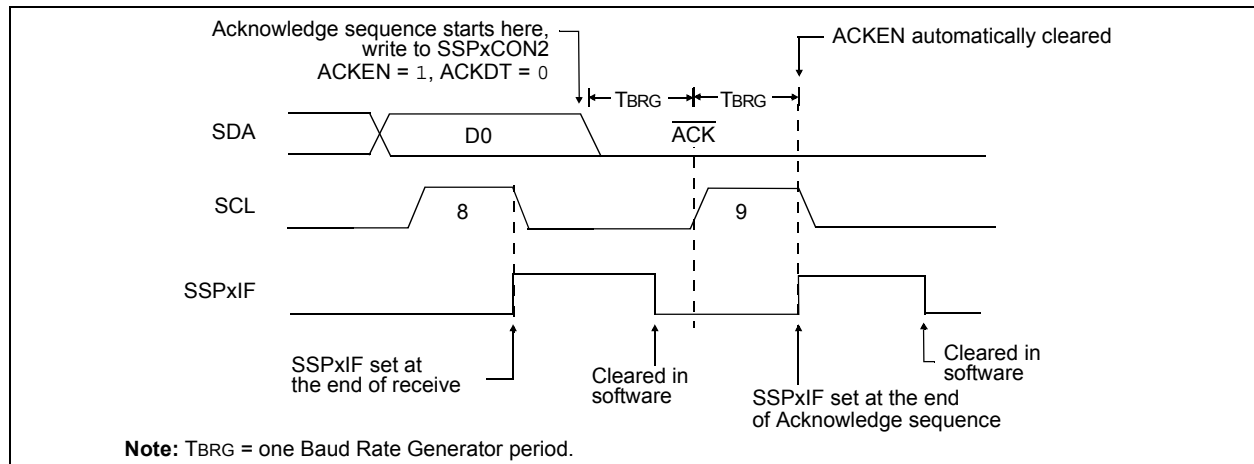 Acknowledge sequence starts here,
write to SSPxCON2
ACKEN = 1, ACKDT = 0
ACKEN automatically cleared
TBRG
TBRG
SDA
D0
ACK
SCL
8
9
SSPxIF
SSPxIF set at
the end of receive
Cleared in
software
SSPxIF set at the end
of Acknowledge sequence
Cleared in
software
Note: TBRG = one Baud Rate Generator period.